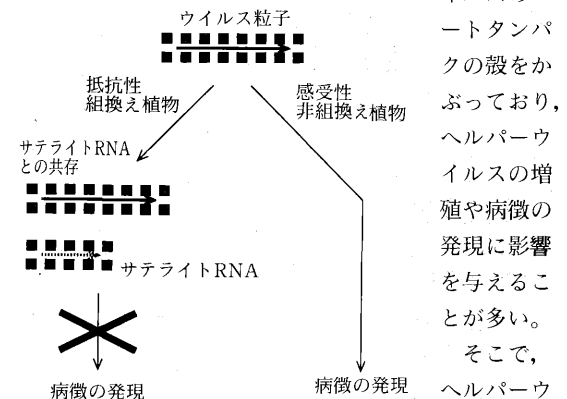 ウイルス粒子
抵抗性
組換え植物
感受性
非組換え植物
サテライトRNA
との共存
サテライトRNA
病徴の発現
病徴の発現
ートタンパ
クの殻をか
ぶっており，
ヘルパーウ
イルスの増
殖や病徴の
発現に影響
を与えるこ
とが多い。
そこで，
ヘルパーウ